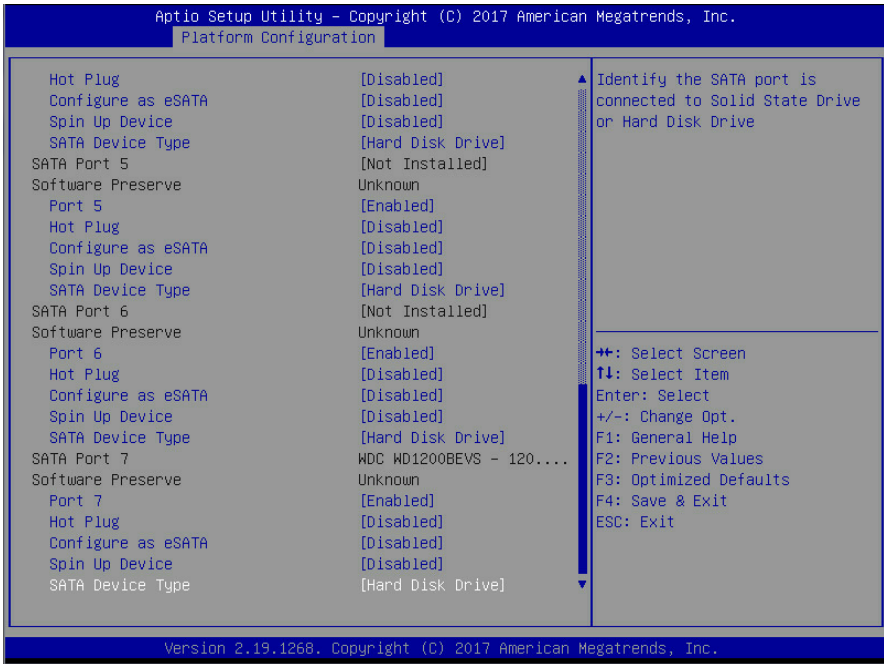 Aptio Setup Utility – Copyright (C) 2017 American Megatrends, Inc.
Platform Configuration
Hot Plug [Disabled]
Configure as eSATA [Disabled]
Spin Up Device [Disabled]
SATA Device Type [Hard Disk Drive]
SATA Port 5 [Not Installed]
Software Preserve Unknown
Port 5 [Enabled]
Hot Plug [Disabled]
Configure as eSATA [Disabled]
Spin Up Device [Disabled]
SATA Device Type [Hard Disk Drive]
SATA Port 6 [Not Installed]
Software Preserve Unknown
Port 6 [Enabled]
Hot Plug [Disabled]
Configure as eSATA [Disabled]
Spin Up Device [Disabled]
SATA Device Type [Hard Disk Drive]
SATA Port 7 WDC WD1200BEVS - 120....
Software Preserve Unknown
Port 7 [Enabled]
Hot Plug [Disabled]
Configure as eSATA [Disabled]
Spin Up Device [Disabled]
SATA Device Type [Hard Disk Drive]
Identify the SATA port is
connected to Solid State Drive
or Hard Disk Drive
→←: Select Screen
↑↓: Select Item
Enter: Select
+/-: Change Opt.
F1: General Help
F2: Previous Values
F3: Optimized Defaults
F4: Save & Exit
ESC: Exit
Version 2.19.1268. Copyright (C) 2017 American Megatrends, Inc.